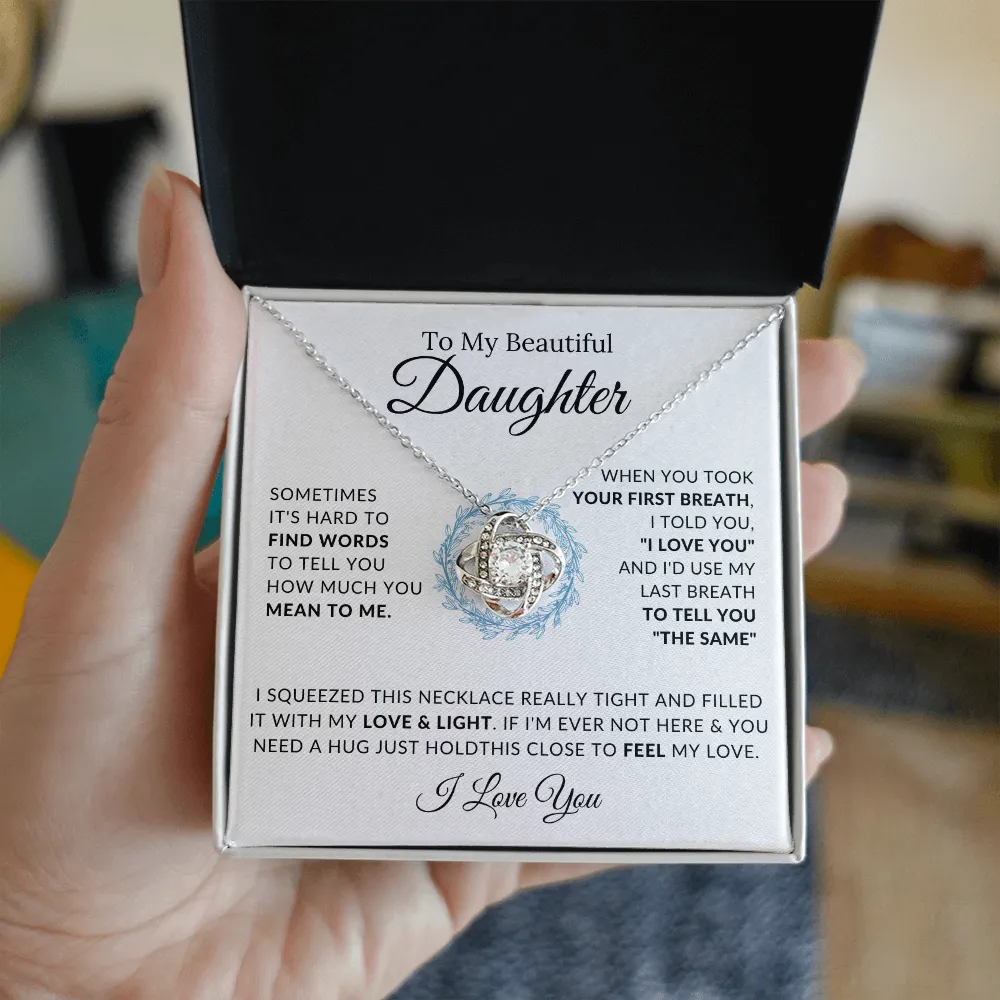 To My Beautiful
Daughter
SOMETIMES
IT'S HARD TO
FIND WORDS
TO TELL YOU
HOW MUCH YOU
MEAN TO ME.
WHEN YOU TOOK
YOUR FIRST BREATH,
I TOLD YOU,
"I LOVE YOU"
AND I'D USE MY
LAST BREATH
TO TELL YOU
"THE SAME"
I SQUEEZED THIS NECKLACE REALLY TIGHT AND FILLED
IT WITH MY LOVE & LIGHT. IF I'M EVER NOT HERE & YOU
NEED A HUG JUST HOLDTHIS CLOSE TO FEEL MY LOVE.
I Love You